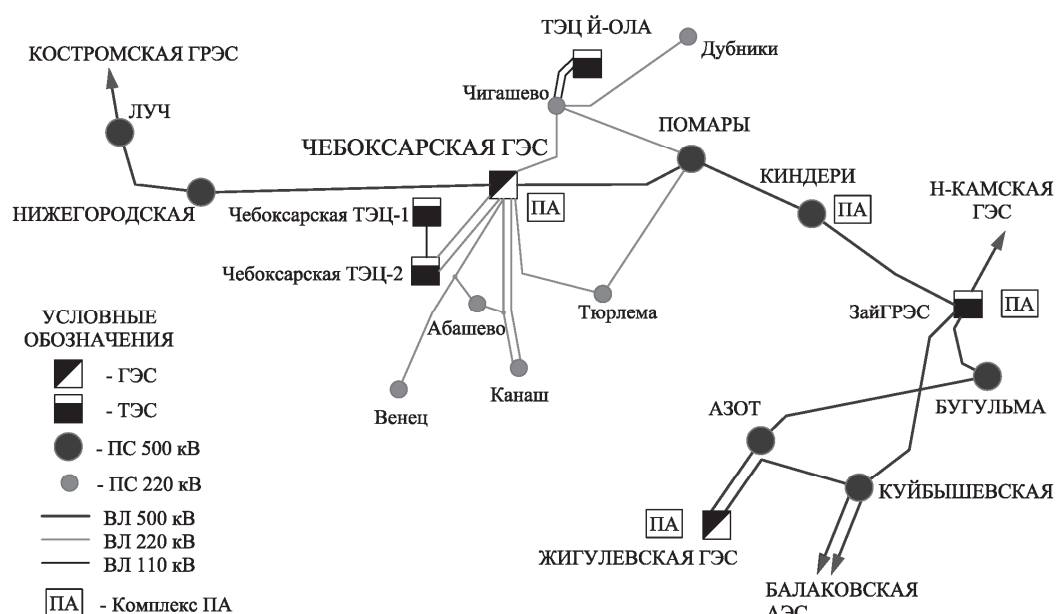 ТЭЦ Й-ОЛА
КОСТРОМСКАЯ ГРЭС
Дубники
Чигашево
ЛУЧ
ПОМАРЫ
ЧЕБОКСАРСКАЯ ГЭС
КИНДЕРИ
Н-КАМСКАЯ
ГЭС
НИЖЕГОРОДСКАЯ
Чебоксарская ТЭЦ-1
ПА
ПА
Чебоксарская ТЭЦ-2
ЗайГРЭС
ПА
Тюрлема
Абашево
УСЛОВНЫЕ
ОБОЗНАЧЕНИЯ
- ГЭС
- ТЭС
- ПС 500 кВ
- ПС 220 кВ
ВЛ 500 кВ
ВЛ 220 кВ
ВЛ 110 кВ
ПА - Комплекс ПА
Канаш
Венец
АЗОТ
БУГУЛЬМА
КУЙБЫШЕВСКАЯ
ПА
ЖИГУЛЕВСКАЯ ГЭС
БАЛАКОВСКАЯ
АЭС